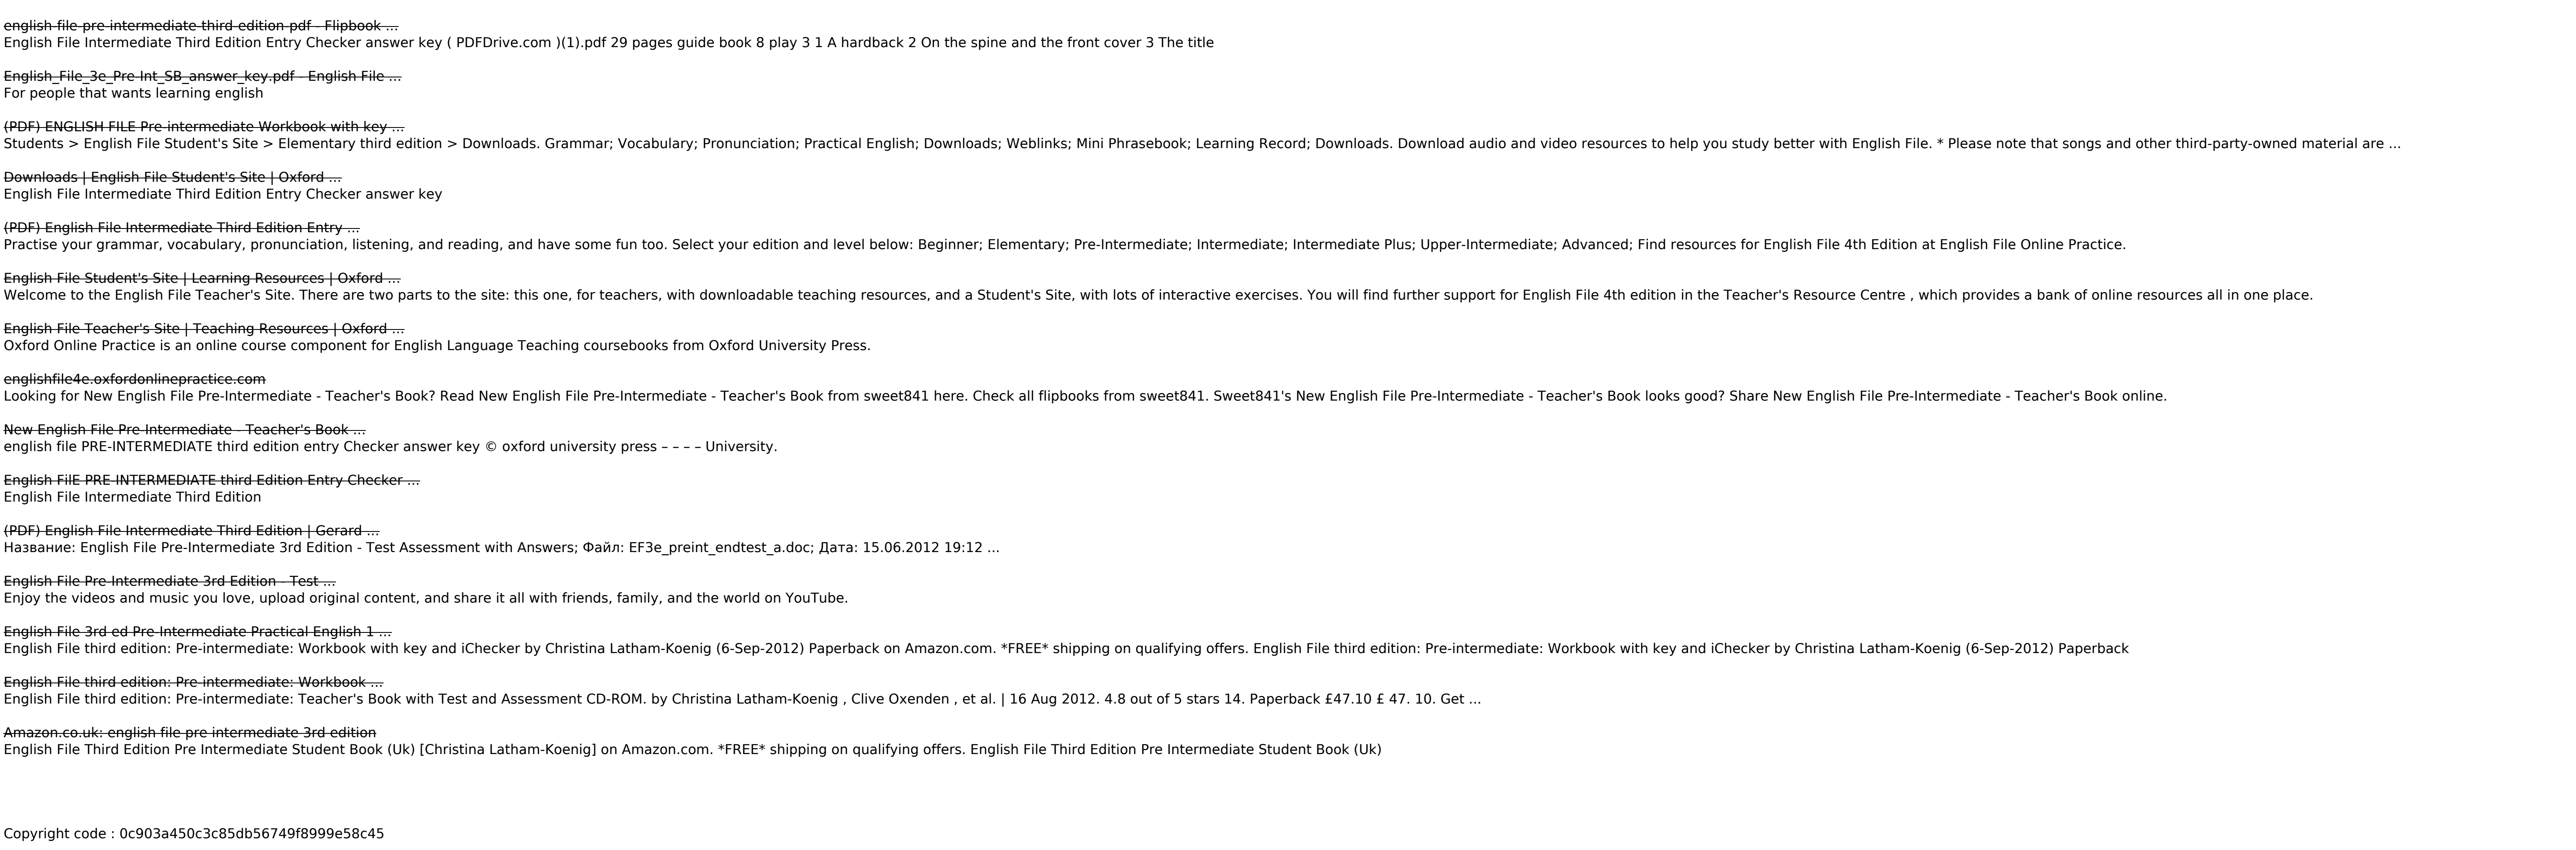 english-file-pre-intermediate-third-edition-pdf - Flipbook ...
English File Intermediate Third Edition Entry Checker answer key ( PDFDrive.com )(1).pdf 29 pages guide book 8 play 3 1 A hardback 2 On the spine and the front cover 3 The title
English_File_3e_Pre-Int_SB_answer_key.pdf - English File ...
For people that wants learning english
(PDF) ENGLISH FILE Pre-intermediate Workbook with key ...
Students > English File Student's Site > Elementary third edition > Downloads. Grammar; Vocabulary; Pronunciation; Practical English; Downloads; Weblinks; Mini Phrasebook; Learning Record; Downloads. Download audio and video resources to help you study better with English File. * Please note that songs and other third-party-owned material are ...
Downloads | English File Student's Site | Oxford ...
English File Intermediate Third Edition Entry Checker answer key
(PDF) English File Intermediate Third Edition Entry ...
Practise your grammar, vocabulary, pronunciation, listening, and reading, and have some fun too. Select your edition and level below: Beginner; Elementary; Pre-Intermediate; Intermediate; Intermediate Plus; Upper-Intermediate; Advanced; Find resources for English File 4th Edition at English File Online Practice.
English File Student's Site | Learning Resources | Oxford ...
Welcome to the English File Teacher's Site. There are two parts to the site: this one, for teachers, with downloadable teaching resources, and a Student's Site, with lots of interactive exercises. You will find further support for English File 4th edition in the Teacher's Resource Centre , which provides a bank of online resources all in one place.
English File Teacher's Site | Teaching Resources | Oxford ...
Oxford Online Practice is an online course component for English Language Teaching coursebooks from Oxford University Press.
englishfile4e.oxfordonlinepractice.com
Looking for New English File Pre-Intermediate - Teacher's Book? Read New English File Pre-Intermediate - Teacher's Book from sweet841 here. Check all flipbooks from sweet841. Sweet841's New English File Pre-Intermediate - Teacher's Book looks good? Share New English File Pre-Intermediate - Teacher's Book online.
New English File Pre-Intermediate - Teacher's Book ...
english file PRE-INTERMEDIATE third edition entry Checker answer key © oxford university press – – – – University.
English FilE PRE-INTERMEDIATE third Edition Entry Checker ...
English File Intermediate Third Edition
(PDF) English File Intermediate Third Edition | Gerard ...
Название: English File Pre-Intermediate 3rd Edition - Test Assessment with Answers; Файл: EF3e_preint_endtest_a.doc; Дата: 15.06.2012 19:12 ...
English File Pre-Intermediate 3rd Edition - Test ...
Enjoy the videos and music you love, upload original content, and share it all with friends, family, and the world on YouTube.
English File 3rd ed Pre-Intermediate Practical English 1 ...
English File third edition: Pre-intermediate: Workbook with key and iChecker by Christina Latham-Koenig (6-Sep-2012) Paperback on Amazon.com. *FREE* shipping on qualifying offers. English File third edition: Pre-intermediate: Workbook with key and iChecker by Christina Latham-Koenig (6-Sep-2012) Paperback
English File third edition: Pre-intermediate: Workbook ...
English File third edition: Pre-intermediate: Teacher's Book with Test and Assessment CD-ROM. by Christina Latham-Koenig , Clive Oxenden , et al. | 16 Aug 2012. 4.8 out of 5 stars 14. Paperback £47.10 £ 47. 10. Get ...
Amazon.co.uk: english file pre intermediate 3rd edition
English File Third Edition Pre Intermediate Student Book (Uk) [Christina Latham-Koenig] on Amazon.com. *FREE* shipping on qualifying offers. English File Third Edition Pre Intermediate Student Book (Uk)
Copyright code : 0c903a450c3c85db56749f8999e58c45